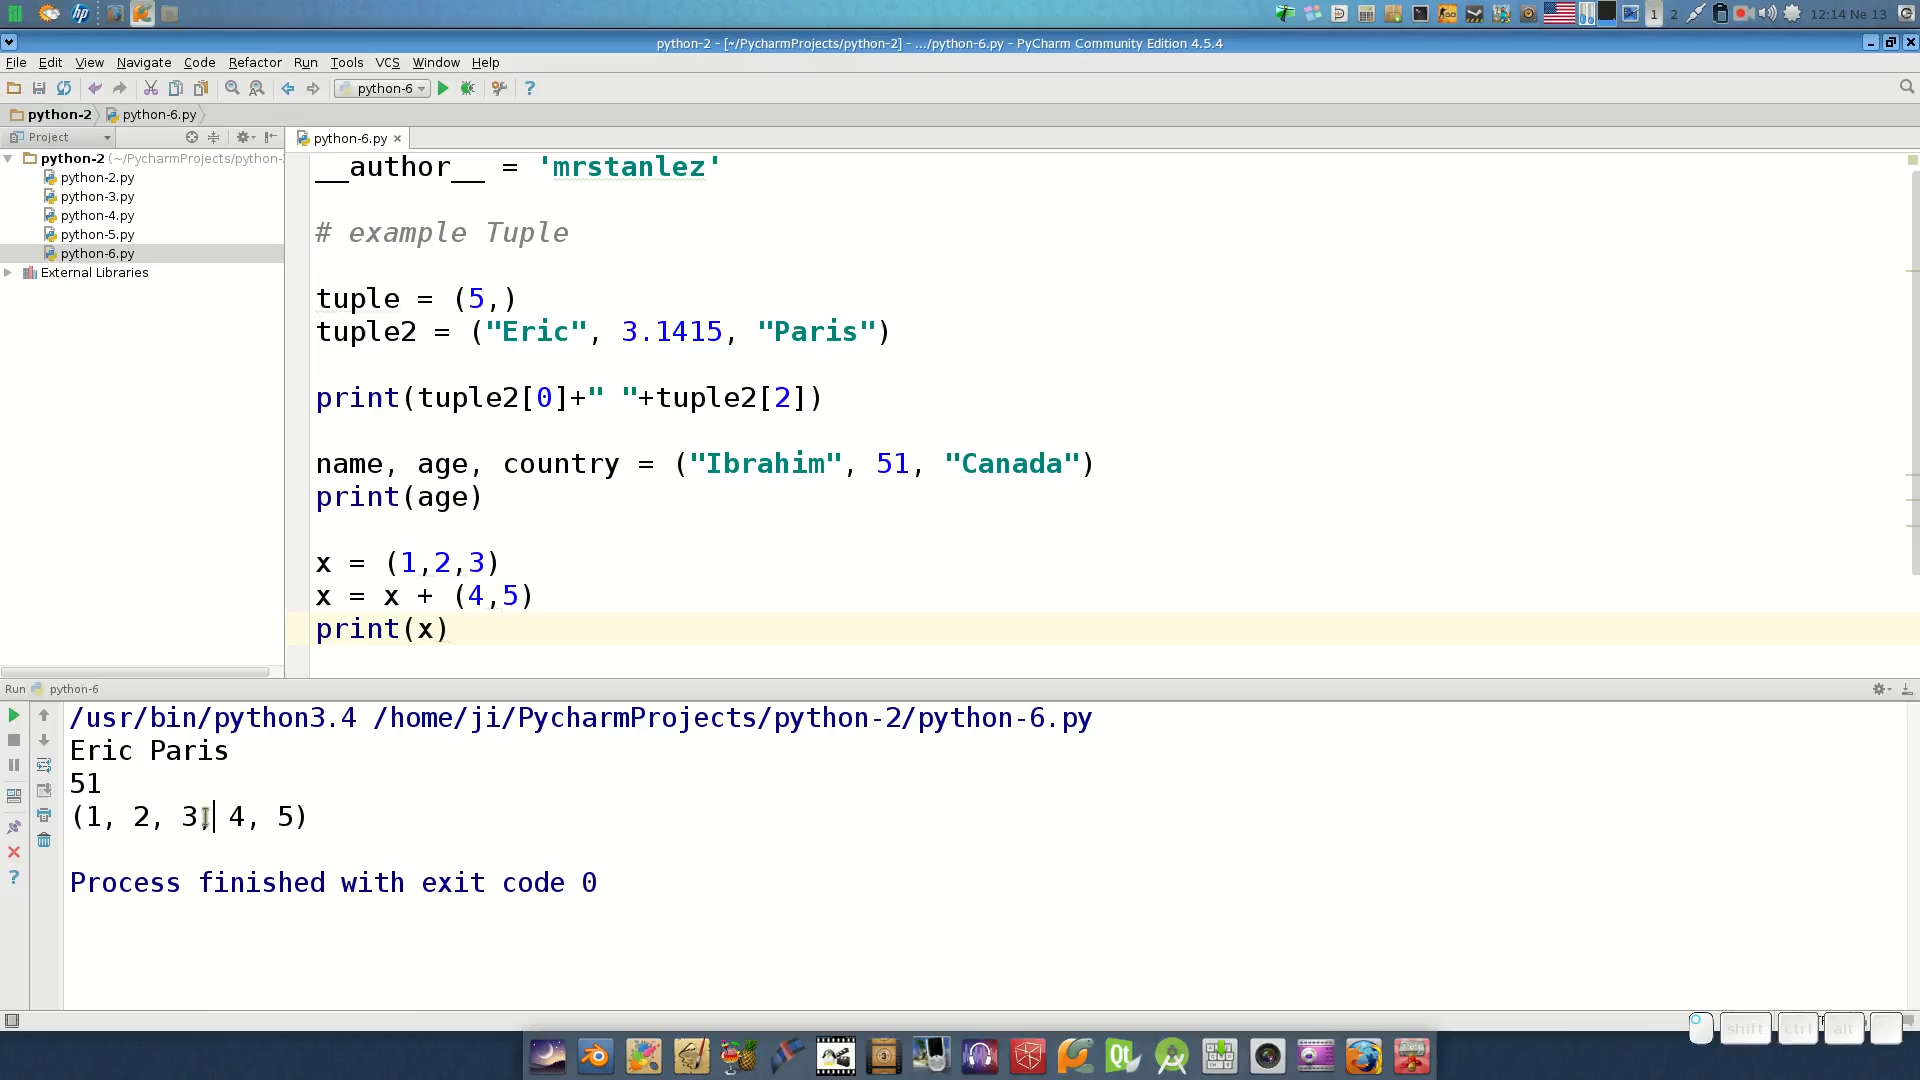 12:14 Ne 13
1 2
python-2 - [~/PycharmProjects/python-2] - .../python-6.py - PyCharm Community Edition 4.5.4
File Edit View Navigate Code Refactor Run Tools VCS Window Help
python-6
python-2 python-6.py
Project
python-6.py
python-2 (~/PycharmProjects/python-
python-2.py
python-3.py
python-4.py
python-5.py
python-6.py
External Libraries
__author__ = 'mrstanlez'
# example Tuple
tuple = (5,)
tuple2 = ("Eric", 3.1415, "Paris")
print(tuple2[0]+" "+tuple2[2])
name, age, country = ("Ibrahim", 51, "Canada")
print(age)
x = (1,2,3)
x = x + (4,5)
print(x)
Run python-6
/usr/bin/python3.4 /home/ji/PycharmProjects/python-2/python-6.py
Eric Paris
51
(1, 2, 3, 4, 5)
Process finished with exit code 0
shift ctrl alt